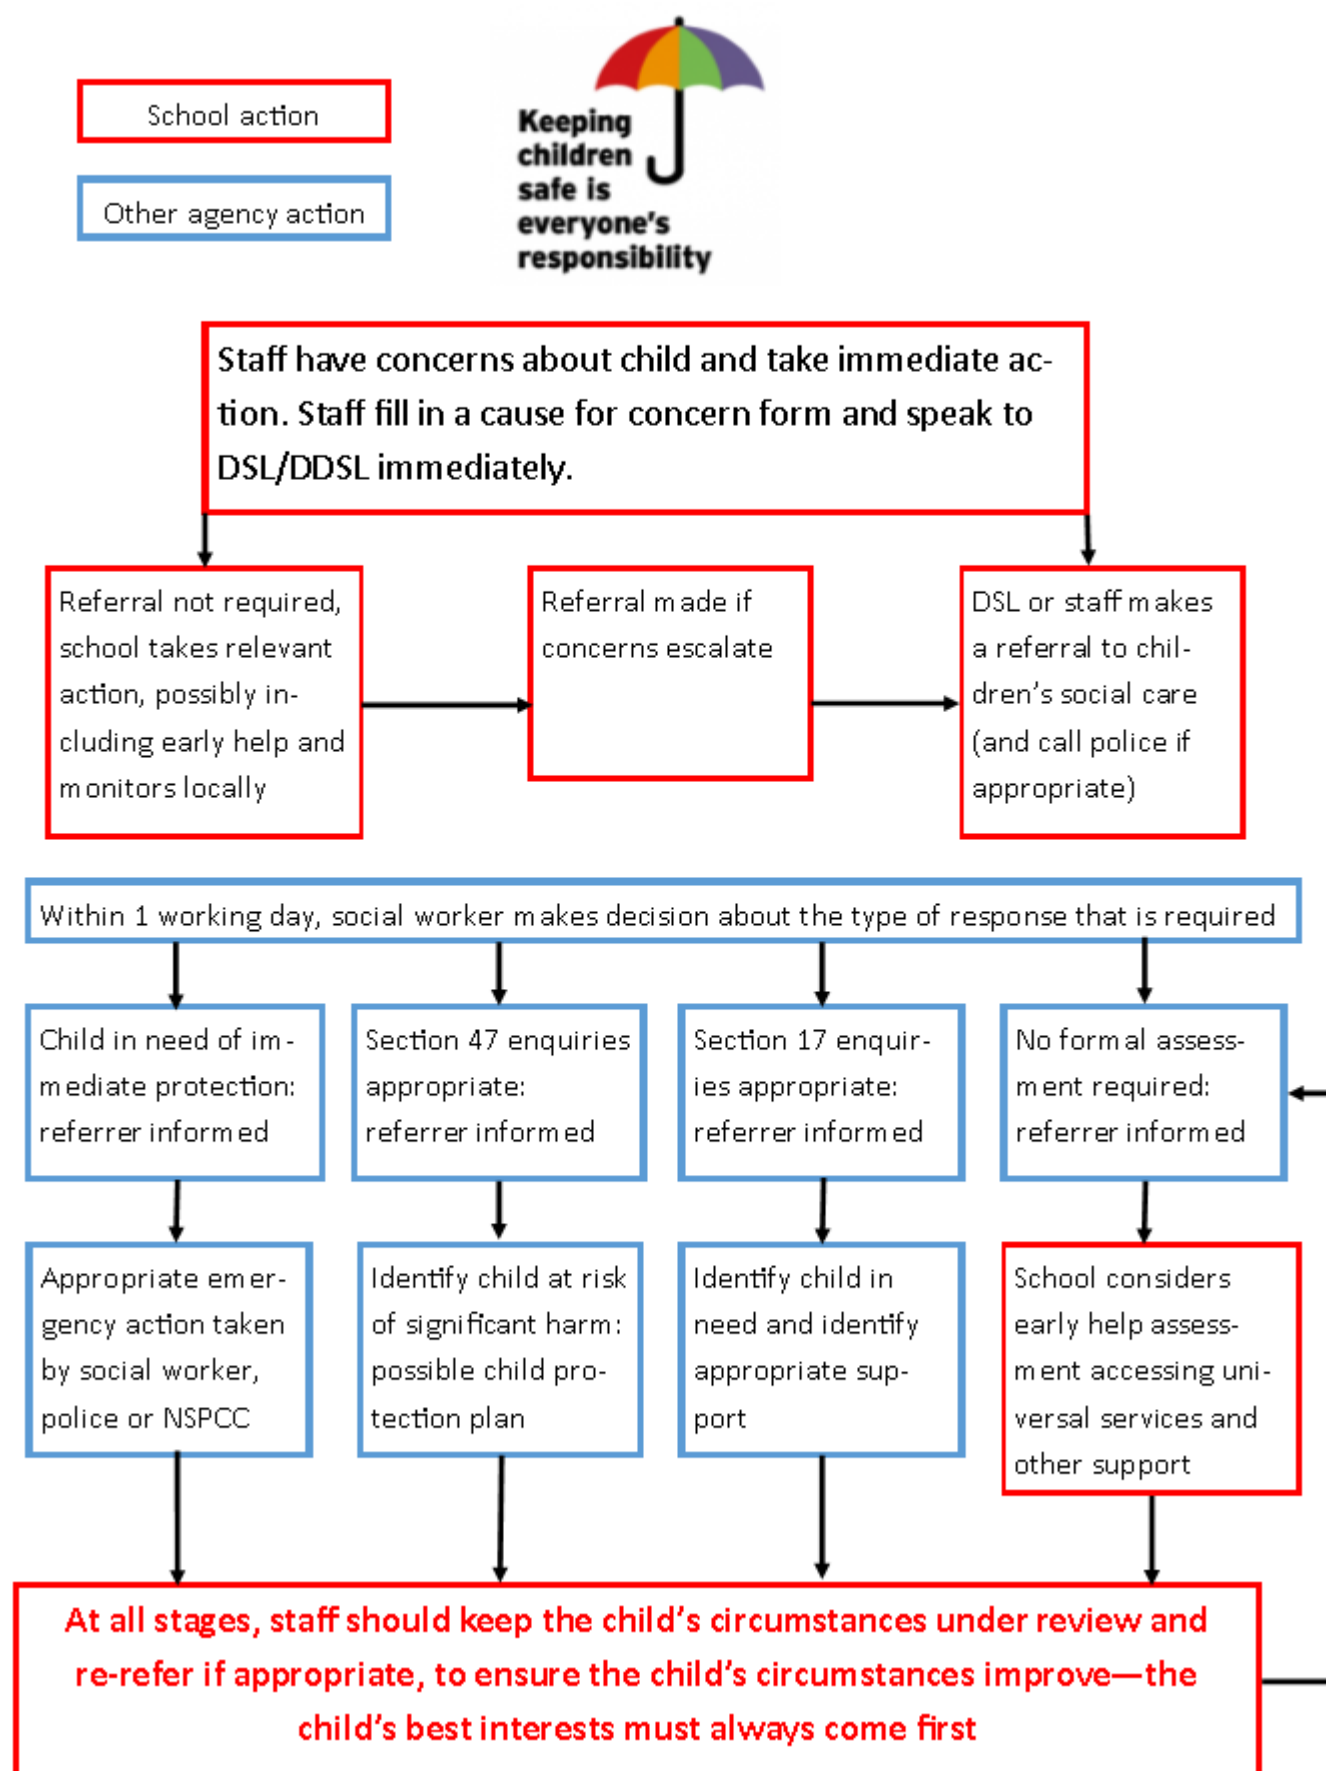 School action
Other agency action
Keeping
children
safe is
everyone's
responsibility
Staff have concerns about child and take immediate ac-
tion. Staff fill in a cause for concern form and speak to
DSL/DDSL immediately.
Referral not required,
school takes relevant
action, possibly in-
cluding early help and
monitors locally
Referral made if
concerns escalate
DSL or staff makes
a referral to chil-
dren's social care
(and call police if
appropriate)
Within 1 working day, social worker makes decision about the type of response that is required
Child in need of im-
mediate protection:
referrer informed
Section 47 enquiries
appropriate:
referrer informed
Section 17 enquir-
ies appropriate:
referrer informed
No formal assess-
ment required:
referrer informed
Appropriate emer-
gency action taken
by social worker,
police or NSPCC
Identify child at risk
of significant harm:
possible child pro-
tection plan
Identify child in
need and identify
appropriate sup-
port
School considers
early help assess-
ment accessing uni-
versal services and
other support
At all stages, staff should keep the child's circumstances under review and
re-refer if appropriate, to ensure the child's circumstances improve—the
child's best interests must always come first